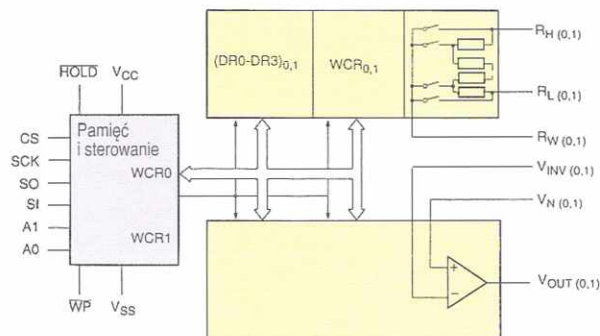 HOLD
VCC
CS
SCK
SO
SI
A1
A0
Pamięć
i sterowanie
WCR0
WCR1
WP
VSS
(DR0-DR3)0,1
WCR0,1
RH (0,1)
RL (0,1)
RW (0,1)
VINV (0,1)
VN (0,1)
+
−
VOUT (0,1)